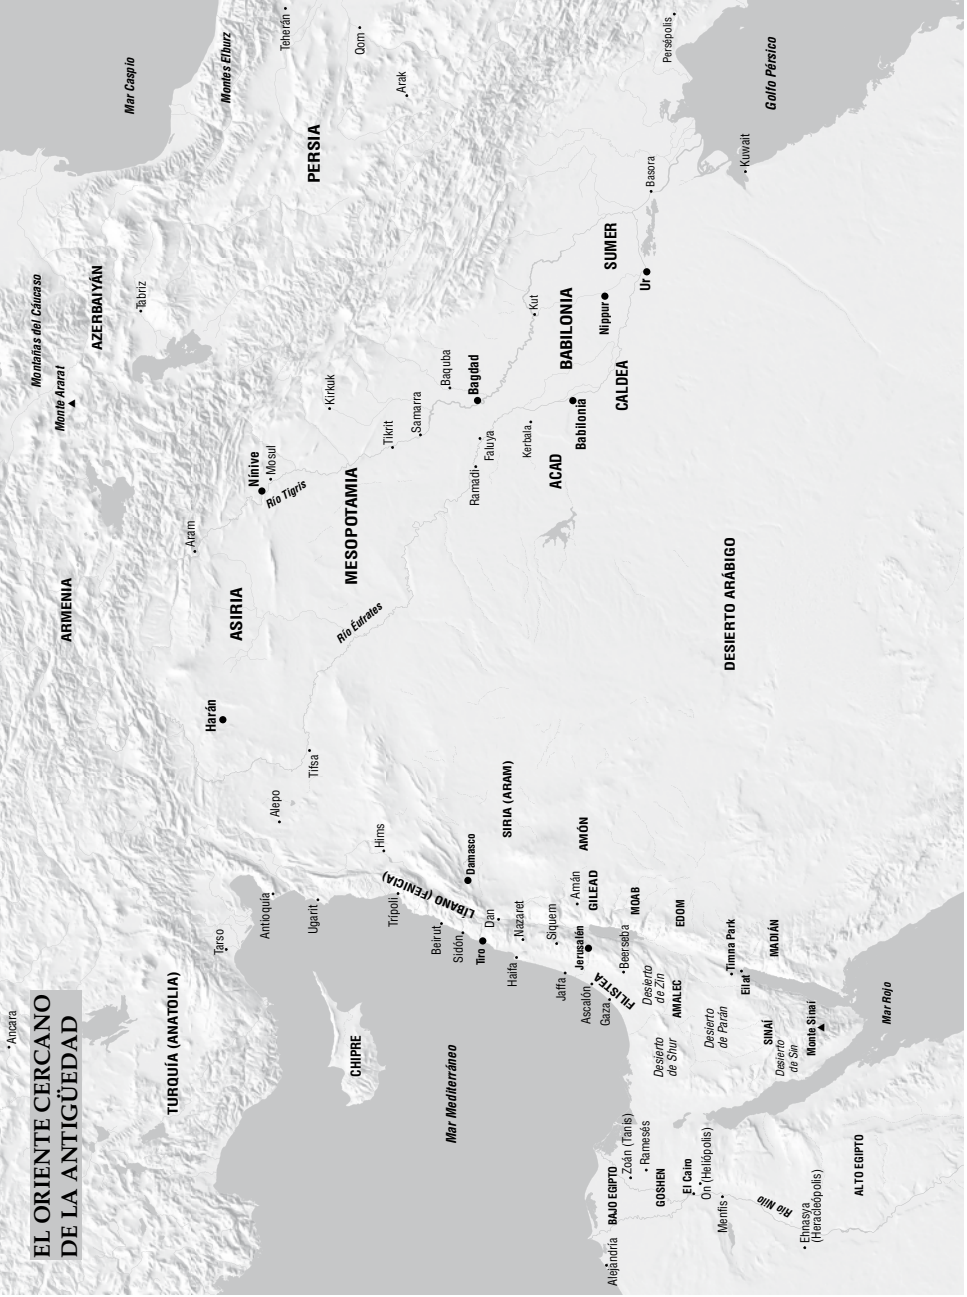 EL ORIENTE CERCANO
DE LA ANTIGÜEDAD
Ancara
TURQUÍA (ANATOLIA)
Tarso
ARMENIA
Monte Ararat
Montañas del Cáucaso
AZERBAIYÁN
Tabriz
Mar Caspio
Montes Elburz
Teherán
Qom
Arak
PERSIA
Antioquía
Alepo
Harán
ASIRIA
Aram
Nínive
Mosul
Río Tigris
Kirkuk
Ugarit
Tifsa
Río Éufrates
MESOPOTAMIA
Tikrit
Samarra
Baquba
Bagdad
CHIPRE
Hims
Trípoli
LÍBANO (FENICIA)
Ramadi
Faluya
Kut
Mar Mediterráneo
Beirut
Sidón
Tiro
Damasco
Dan
SIRIA (ARAM)
Kerbala
ACAD
Babilonia
BABILONIA
Nippur
SUMER
CALDEA
Ur
Basora
Persépolis
Kuwait
Golfo Pérsico
Haifa
Nazaret
Siquem
Jaffa
Jerusalén
Amán
AMÓN
GILEAD
Ascalón
FILISTEA
Gaza
Beerseba
MOAB
EDOM
Desierto
de Zin
AMALEC
Desierto
de Shur
Desierto
de Parán
Timna Park
Eilat
MADIÁN
SINAÍ
Desierto
de Sin
Monte Sinaí
DESIERTO ARÁBIGO
Mar Rojo
Alejandría
BAJO EGIPTO
Zoán (Tanis)
Ramesés
GOSHEN
El Cairo
On (Heliópolis)
Menfis
Río Nilo
Ehnasya
(Heracleópolis)
ALTO EGIPTO